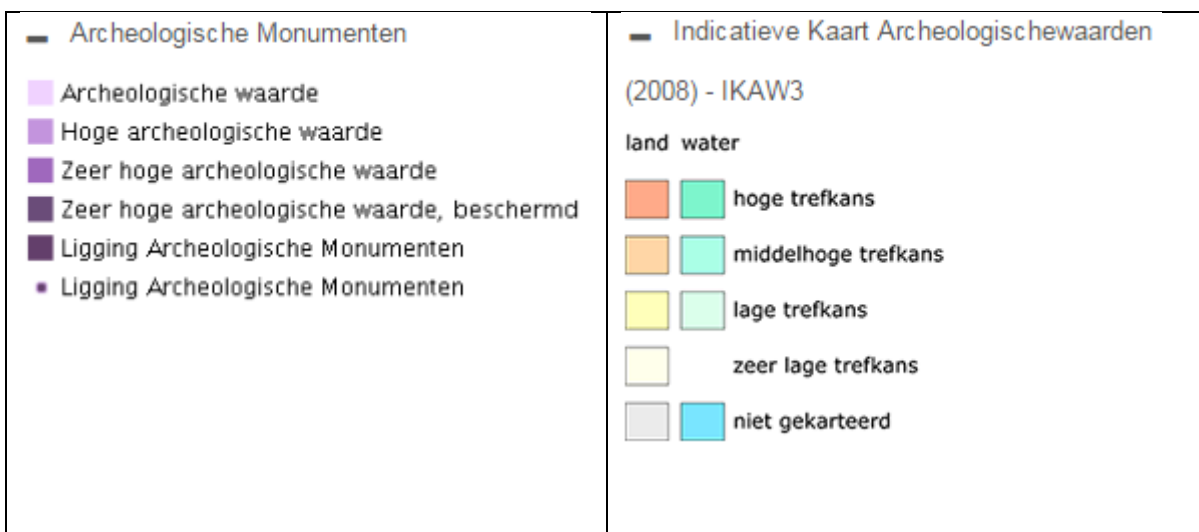 Archeologische Monumenten
Archeologische waarde
Hoge archeologische waarde
Zeer hoge archeologische waarde
Zeer hoge archeologische waarde, beschermd
Ligging Archeologische Monumenten
Ligging Archeologische Monumenten
Indicatieve Kaart Archeologischewaarden
(2008) - IKAW3
land water
hoge trefkans
middelhoge trefkans
lage trefkans
zeer lage trefkans
niet gekarteerd